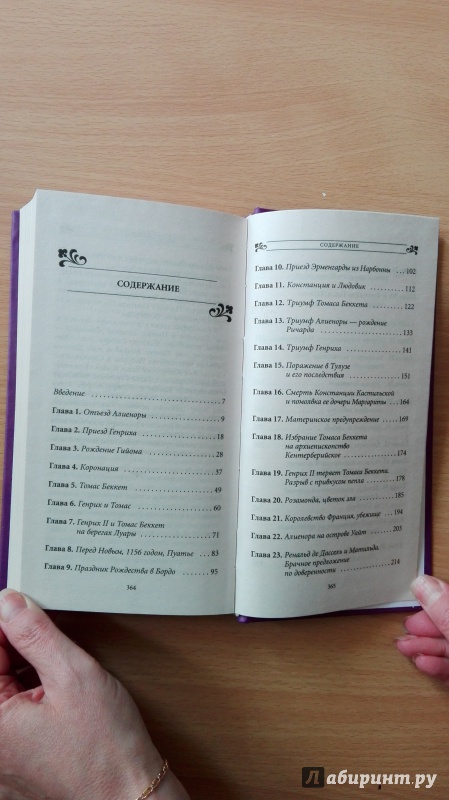 СОДЕРЖАНИЕ
Введение . . . 7
Глава 1. Отъезд Алиеноры . . . 9
Глава 2. Приезд Генриха . . . 18
Глава 3. Рождение Гийома . . . 28
Глава 4. Коронация . . . 37
Глава 5. Томас Беккет . . . 49
Глава 6. Генрих и Томас . . . 60
Глава 7. Генрих II и Томас Беккет
на берегах Луары . . . 71
Глава 8. Перед Новым, 1156 годом, Пуатье . . . 83
Глава 9. Праздник Рождества в Бордо . . . 95
364
СОДЕРЖАНИЕ
Глава 10. Приезд Эрменгарды из Нарбонны . . . 102
Глава 11. Констанция и Людовик . . . 112
Глава 12. Триумф Томаса Беккета . . . 122
Глава 13. Триумф Алиеноры — рождение
Ричарда . . . 133
Глава 14. Триумф Генриха . . . 141
Глава 15. Поражение в Тулузе
и его последствия . . . 151
Глава 16. Смерть Констанции Кастильской
и помолвка ее дочери Маргариты . . . 164
Глава 17. Материнское предупреждение . . . 169
Глава 18. Избрание Томаса Беккета
на архиепископство
Кентерберийское . . . 174
Глава 19. Генрих II теряет Томаса Беккета.
Разрыв с привкусом пепла . . . 178
Глава 20. Розамонда, цветок зла . . . 185
Глава 21. Королевство Франция, убежище . . . 194
Глава 22. Алиенора на острове Уайт . . . 203
Глава 23. Ренальд де Дассель и Матильда.
Брачное предложение
по доверенности . . . 214
365
Лабиринт.ру